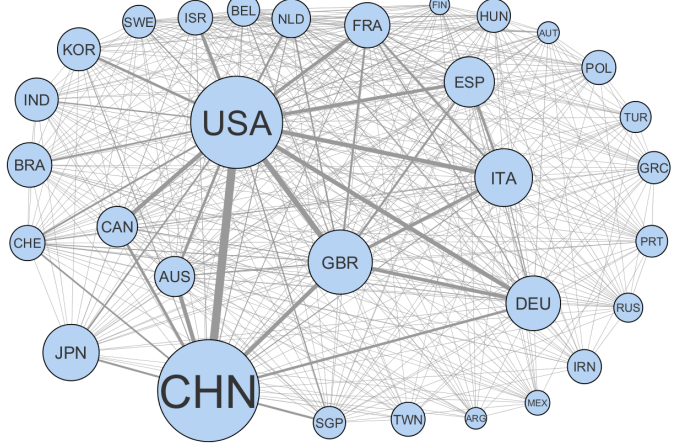 FIN
BEL
ISR
SWE
NLD
HUN
FRA
AUT
KOR
POL
ESP
IND
TUR
USA
BRA
GRC
ITA
CAN
CHE
PRT
GBR
AUS
DEU
RUS
JPN
IRN
CHN
MEX
ARG
TWN
SGP